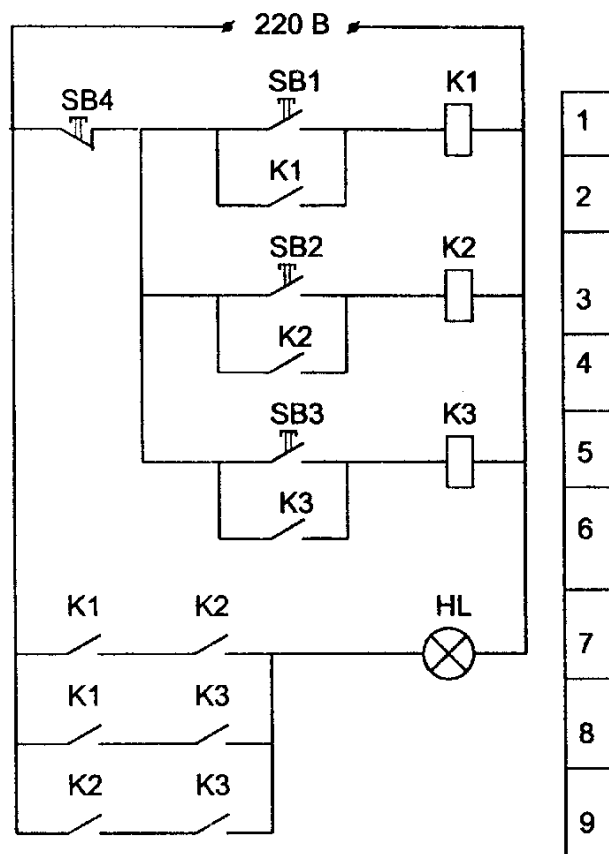 220 В
SB4 SB1 K1 1
K1 2
SB2 K2 3
K2 4
SB3 K3 5
K3 6
K1 K2 HL 7
K1 K3 8
K2 K3 9